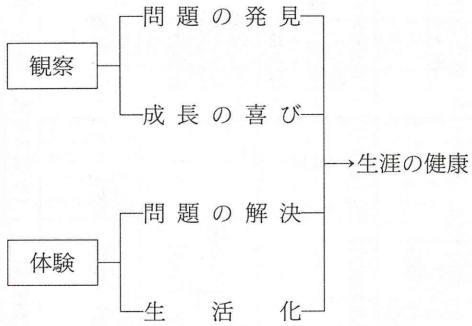 問題の発見
観察
成長の喜び
生涯の健康
問題の解決
体験
生活化